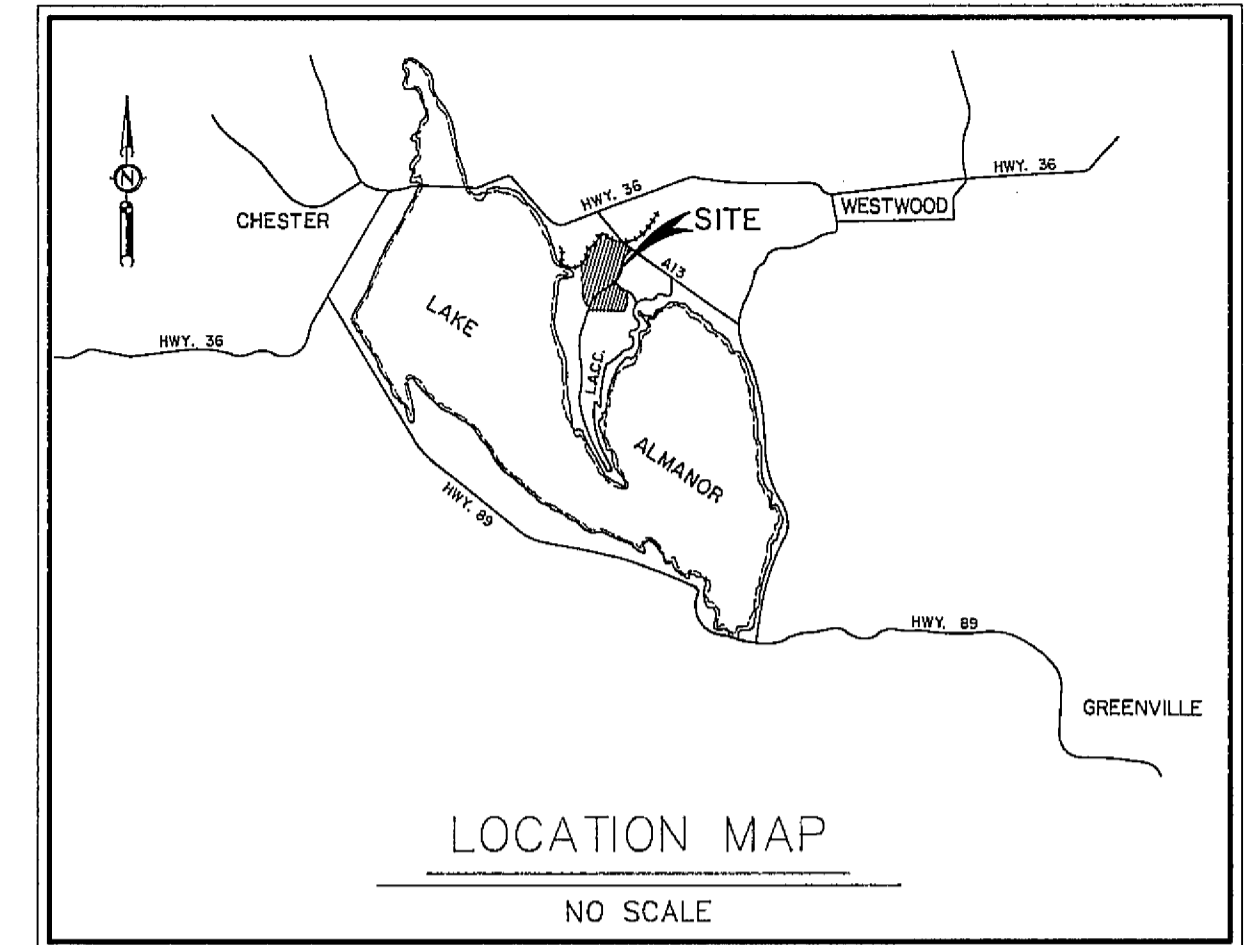 HWY. 36
WESTWOOD
N
CHESTER
HWY. 36
SITE
A13
LAKE
HWY. 36
L.A.C.C.
ALMANOR
HWY. 89
HWY. 89
GREENVILLE
LOCATION MAP
NO SCALE